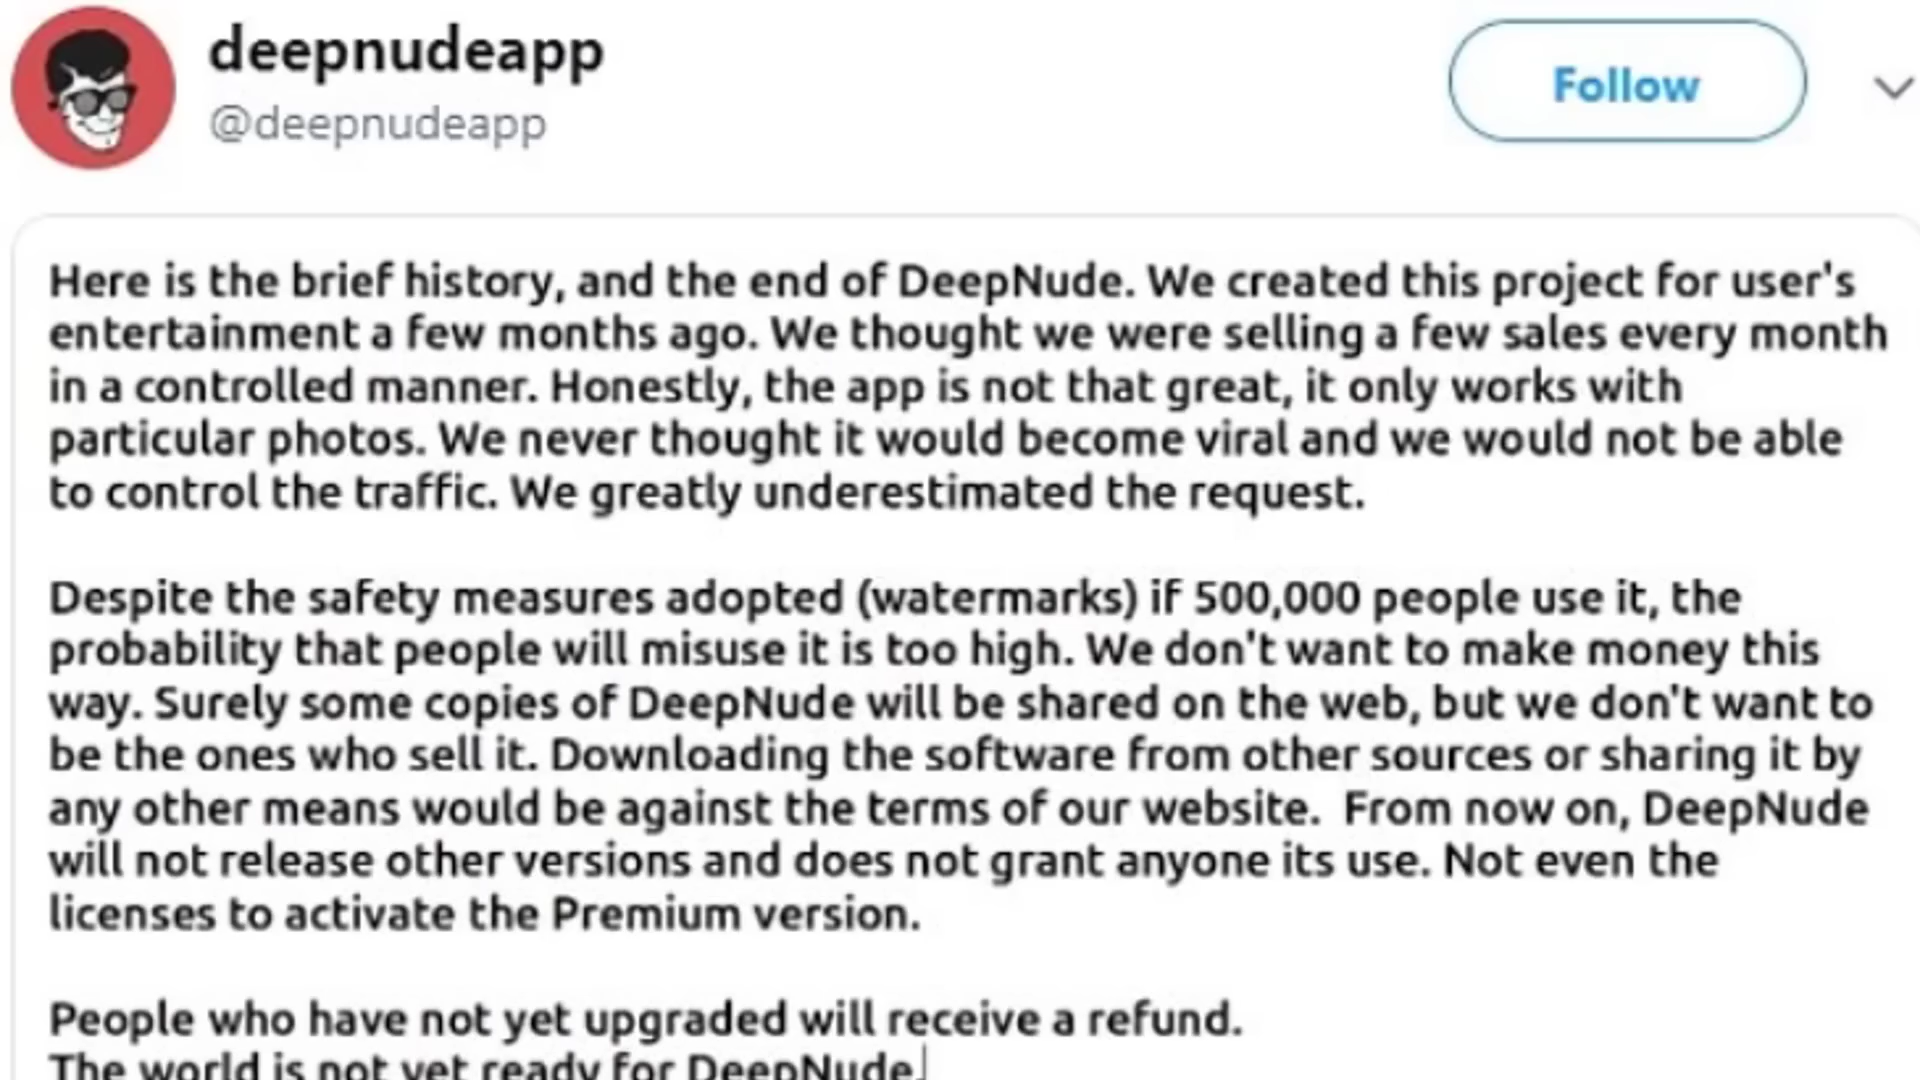 deepnudeapp
@deepnudeapp
Follow
Here is the brief history, and the end of DeepNude. We created this project for user's
entertainment a few months ago. We thought we were selling a few sales every month
in a controlled manner. Honestly, the app is not that great, it only works with
particular photos. We never thought it would become viral and we would not be able
to control the traffic. We greatly underestimated the request.
Despite the safety measures adopted (watermarks) if 500,000 people use it, the
probability that people will misuse it is too high. We don't want to make money this
way. Surely some copies of DeepNude will be shared on the web, but we don't want to
be the ones who sell it. Downloading the software from other sources or sharing it by
any other means would be against the terms of our website.  From now on, DeepNude
will not release other versions and does not grant anyone its use. Not even the
licenses to activate the Premium version.
People who have not yet upgraded will receive a refund.
The world is not yet ready for DeepNude.